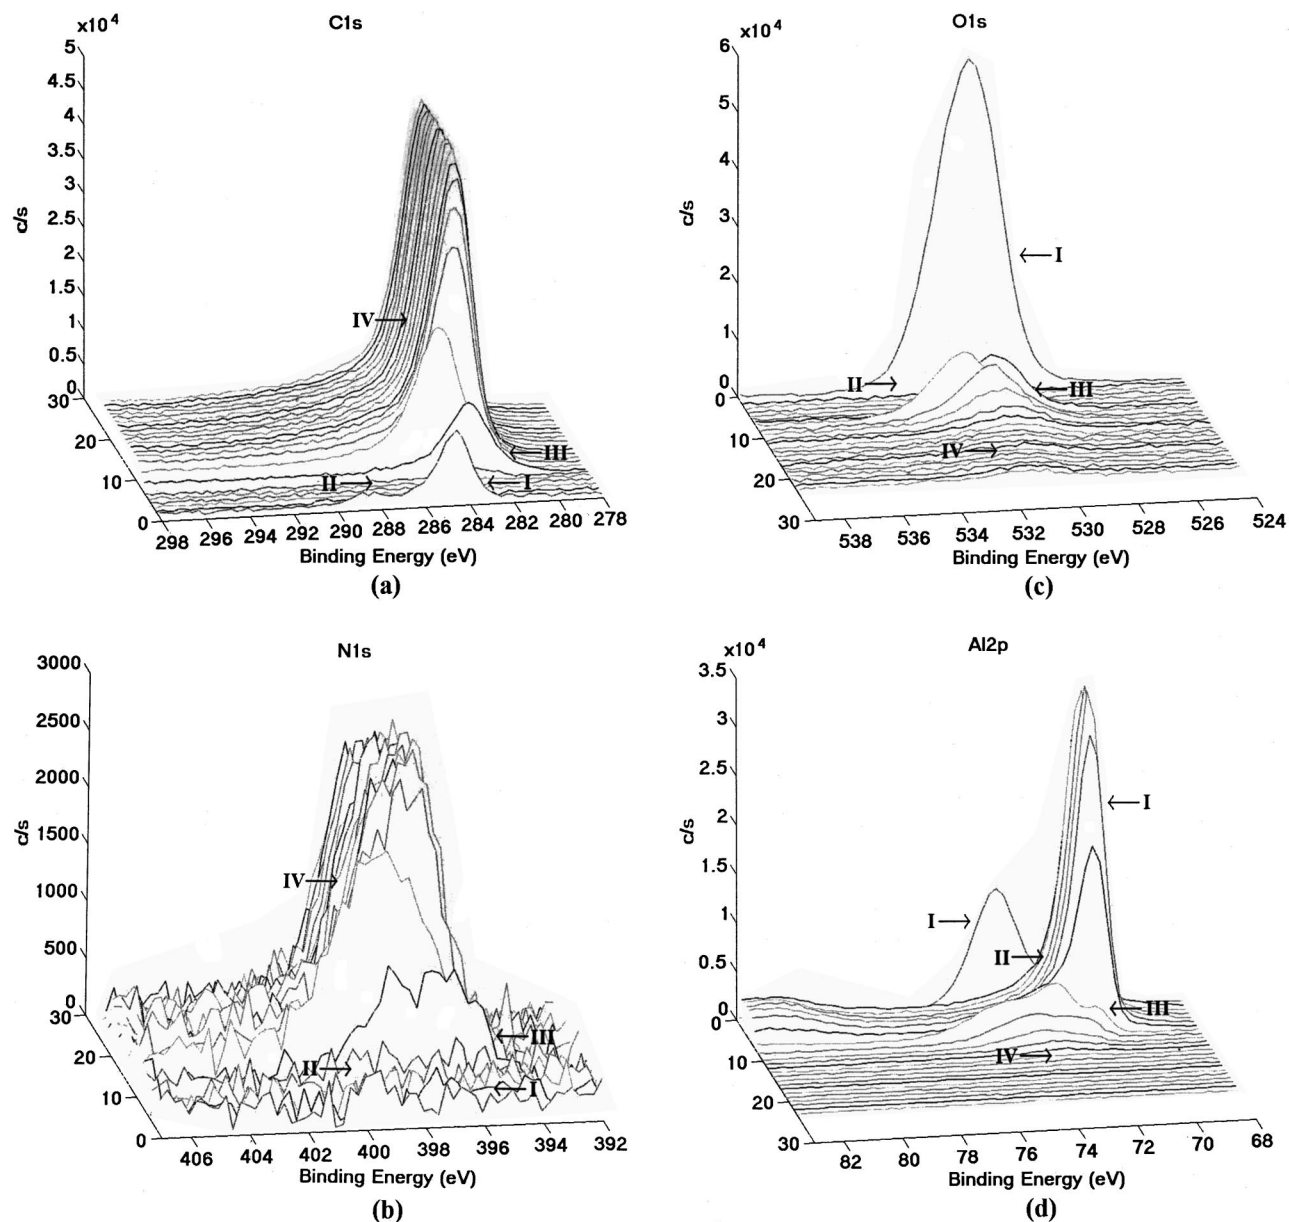 C1s
x10⁴
5
4.5
4
3.5
3
2.5
2
1.5
1
0.5
0
c/s
30
20
10
0
IV
III
II
I
298 296 294 292 290 288 286 284 282 280 278
Binding Energy (eV)
(a)
O1s
x10⁴
6
5
4
3
2
1
0
c/s
0
10
20
30
I
II
III
IV
538 536 534 532 530 528 526 524
Binding Energy (eV)
(c)
N1s
3000
2500
2000
1500
1000
500
0
c/s
30
20
10
0
IV
III
II
I
406 404 402 400 398 396 394 392
Binding Energy (eV)
(b)
Al2p
x10⁴
3.5
3
2.5
2
1.5
1
0.5
0
c/s
0
10
20
30
I
I
II
III
IV
82 80 78 76 74 72 70 68
Binding Energy (eV)
(d)